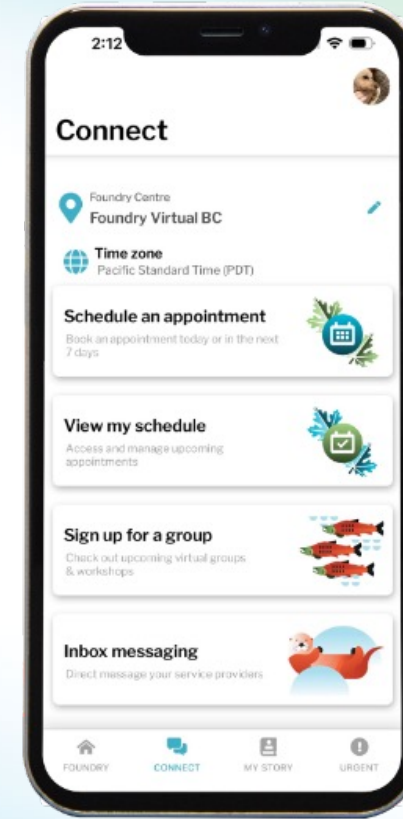 2:12
Connect
Foundry Centre
Foundry Virtual BC
Time zone
Pacific Standard Time (PDT)
Schedule an appointment
Book an appointment today or in the next
7 days
View my schedule
Access and manage upcoming
appointments
Sign up for a group
Check out upcoming virtual groups
& workshops
Inbox messaging
Direct message your service providers
FOUNDRY CONNECT MY STORY URGENT